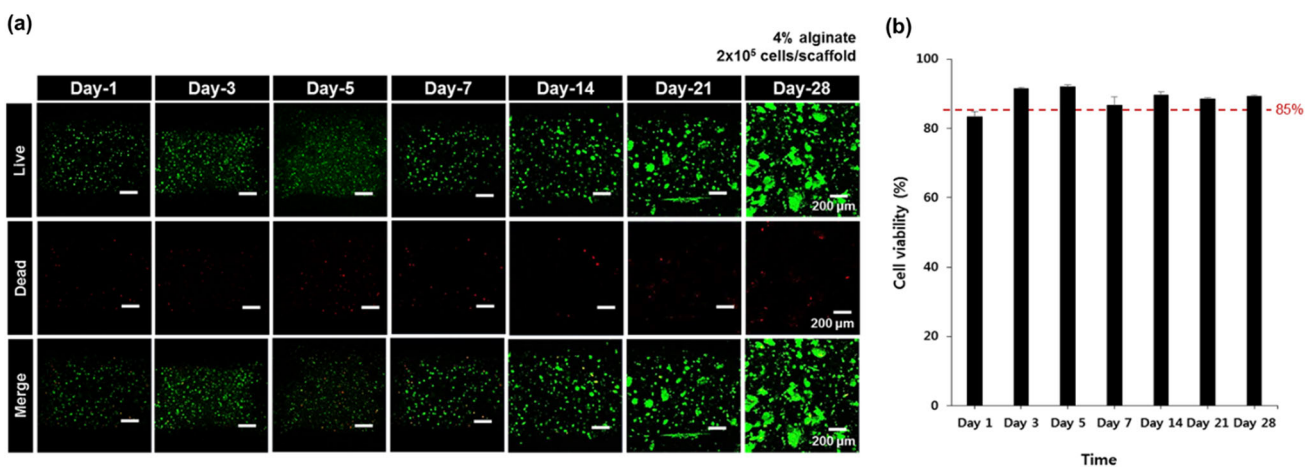 (a)
4% alginate
2x10⁵ cells/scaffold
Day-1 Day-3 Day-5 Day-7 Day-14 Day-21 Day-28
Live
200 µm
Dead
200 µm
Merge
200 µm
(b)
100
80
60
40
20
0
85%
Cell viability (%)
Day 1 Day 3 Day 5 Day 7 Day 14 Day 21 Day 28
Time